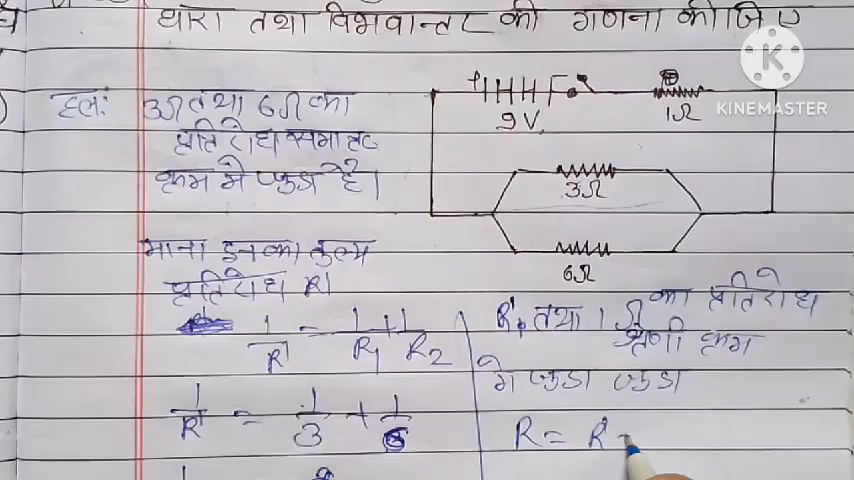 धारा तथा विभवान्तर की गणना कीजिए
हल: 3Ω तथा 6Ω का
प्रतिरोध समान्तर
क्रम में जुडा है।
माना इनका तुल्य
प्रतिरोध R'
1/R' = 1/R₁ + 1/R₂
1/R' = 1/3 + 1/6
9V
1Ω
3Ω
6Ω
R' तथा 1Ω का प्रतिरोध
श्रेणी क्रम
मे जुडा जुडा
R = R'
KINEMASTER